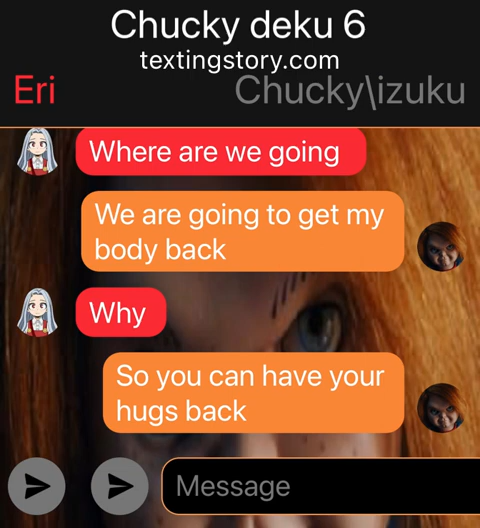 Chucky deku 6
textingstory.com
Eri
Chucky\izuku
Where are we going
We are going to get my
body back
Why
So you can have your
hugs back
Message